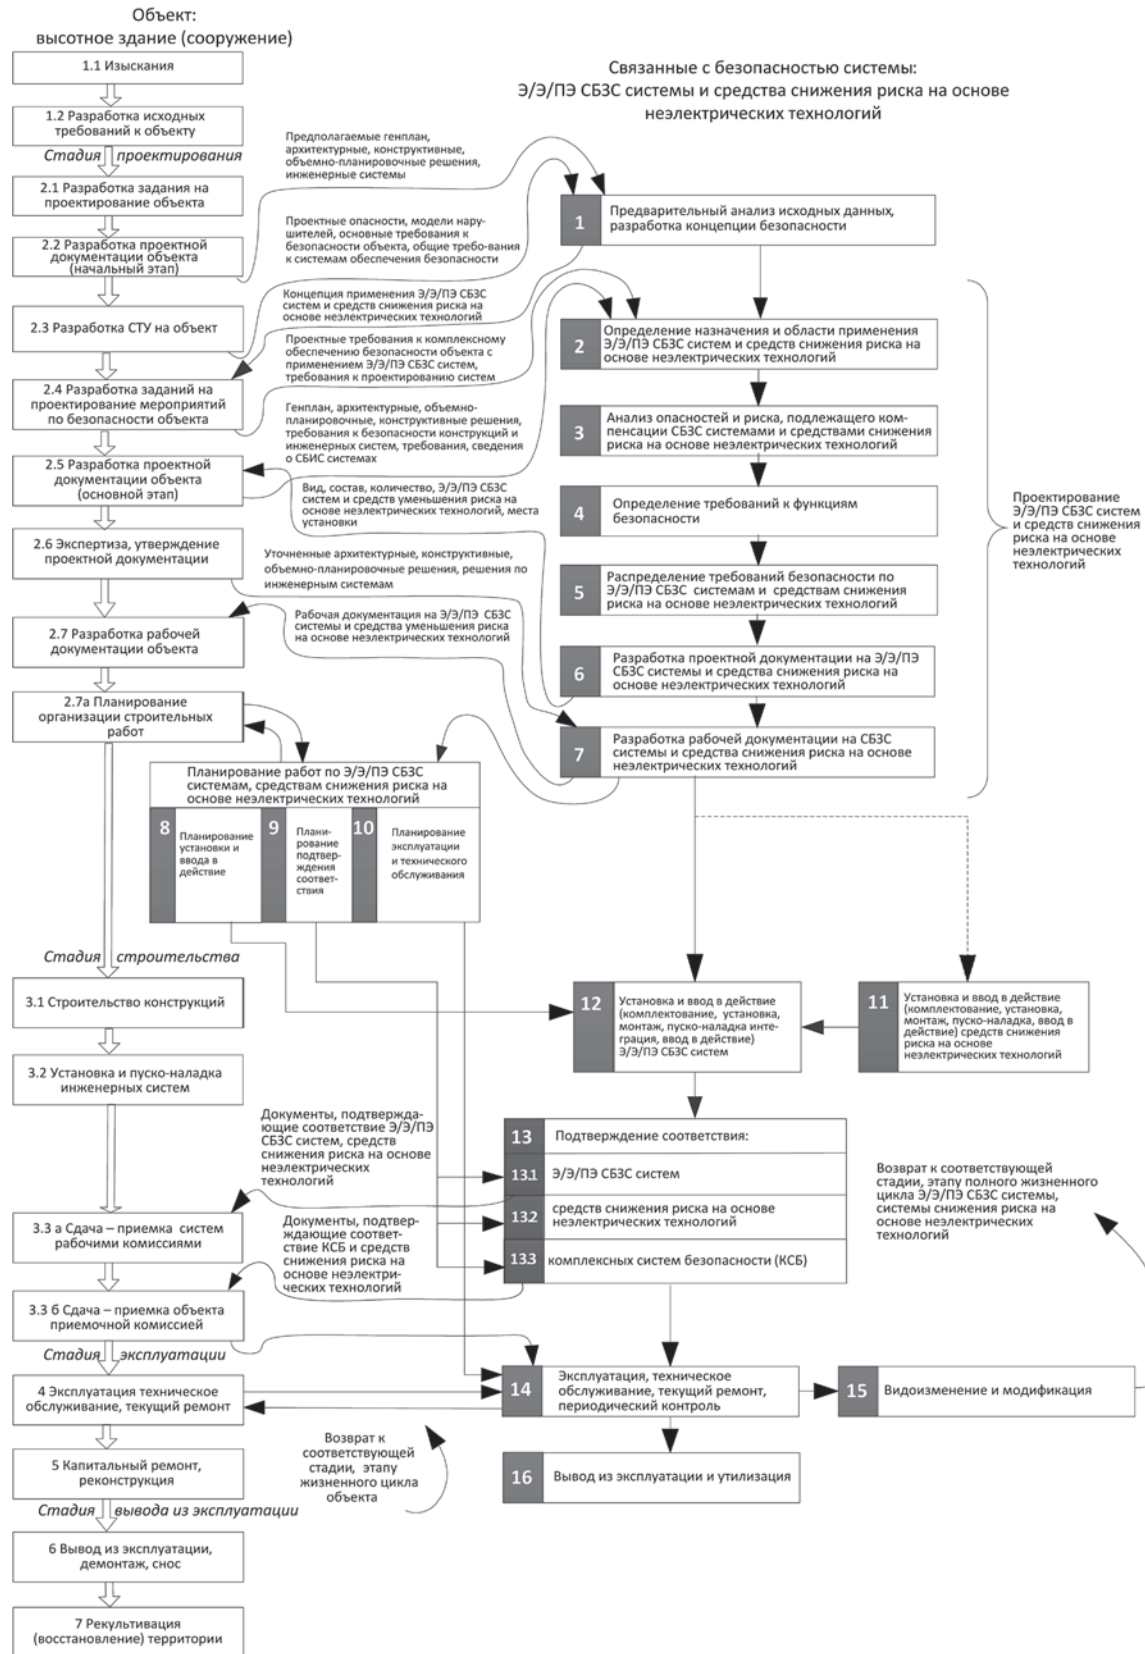 Объект:
высотное здание (сооружение)
1.1 Изыскания
1.2 Разработка исходных
требований к объекту
Стадия проектирования
2.1 Разработка задания на
проектирование объекта
2.2 Разработка проектной
документации объекта
(начальный этап)
2.3 Разработка СТУ на объект
2.4 Разработка заданий на
проектирование мероприятий
по безопасности объекта
2.5 Разработка проектной
документации объекта
(основной этап)
2.6 Экспертиза, утверждение
проектной документации
2.7 Разработка рабочей
документации объекта
2.7а Планирование
организации строительных
работ
Стадия строительства
3.1 Строительство конструкций
3.2 Установка и пуско-наладка
инженерных систем
3.3 а Сдача – приемка систем
рабочими комиссиями
3.3 б Сдача – приемка объекта
приемочной комиссией
Стадия эксплуатации
4 Эксплуатация техническое
обслуживание, текущий ремонт
5 Капитальный ремонт,
реконструкция
Стадия вывода из эксплуатации
6 Вывод из эксплуатации,
демонтаж, снос
7 Рекультивация
(восстановление) территории
Предполагаемые генплан,
архитектурные, конструктивные,
объемно-планировочные решения,
инженерные системы
Проектные опасности, модели нару-
шителей, основные требования к
безопасности объекта, общие требо-вания
к системам обеспечения безопасности
Концепция применения Э/Э/ПЭ СБЗС
систем и средств снижения риска на
основе неэлектрических технологий
Проектные требования к комплексному
обеспечению безопасности объекта с
применением Э/Э/ПЭ СБЗС систем,
требования к проектированию систем
Генплан, архитектурные, объемно-
планировочные, конструктивные решения,
требования к безопасности конструкций и
инженерных систем, требования, сведения
о СБИС системах
Вид, состав, количество, Э/Э/ПЭ СБЗС
систем и средств уменьшения риска на
основе неэлектрических технологий, места
установки
Уточненные архитектурные, конструктивные,
объемно-планировочные решения, решения по
инженерным системам
Рабочая документация на Э/Э/ПЭ СБЗС
системы и средства уменьшения риска
на основе неэлектрических технологий
Планирование работ по Э/Э/ПЭ СБЗС
системам, средствам снижения риска на
основе неэлектрических технологий
8
Планирование
установки и
ввода в
действие
9
Плани-
рование
подтвер-
ждения
соответ-
ствия
10
Планирование
эксплуатации
и технического
обслуживания
Документы, подтвержда-
ющие соответствие Э/Э/ПЭ
СБЗС систем, средств
снижения риска на основе
неэлектрических
технологий
Документы, подтвер-
ждающие соответ-
ствие КСБ и средств
снижения риска на
основе неэлектри-
ческих технологий
Возврат к
соответствующей
стадии, этапу
жизненного цикла
объекта
Связанные с безопасностью системы:
Э/Э/ПЭ СБЗС системы и средства снижения риска на основе
неэлектрических технологий
1
Предварительный анализ исходных данных,
разработка концепции безопасности
2
Определение назначения и области применения
Э/Э/ПЭ СБЗС систем и средств снижения риска на
основе неэлектрических технологий
3
Анализ опасностей и риска, подлежащего ком-
пенсации СБЗС системами и средствами снижения
риска на основе неэлектрических технологий
4
Определение требований к функциям
безопасности
5
Распределение требований безопасности по
Э/Э/ПЭ СБЗС системам и средствам снижения
риска на основе неэлектрических технологий
6
Разработка проектной документации на Э/Э/ПЭ
СБЗС системы и средства снижения риска на
основе неэлектрических технологий
7
Разработка рабочей документации на СБЗС
системы и средства снижения риска на основе
неэлектрических технологий
Проектирование
Э/Э/ПЭ СБЗС систем
и средств снижения
риска на основе
неэлектрических
технологий
12
Установка и ввод в действие
(комплектование, установка,
монтаж, пуско-наладка инте-
грация, ввод в действие)
Э/Э/ПЭ СБЗС систем
11
Установка и ввод в действие
(комплектование, установка,
монтаж, пуско-наладка, ввод в
действие) средств снижения
риска на основе
неэлектрических технологий
13
Подтверждение соответствия:
13.1
Э/Э/ПЭ СБЗС систем
13.2
средств снижения риска на основе
неэлектрических технологий
13.3
комплексных систем безопасности (КСБ)
Возврат к соответствующей
стадии, этапу полного жизненного
цикла Э/Э/ПЭ СБЗС системы,
системы снижения риска на
основе неэлектрических
технологий
14
Эксплуатация, техническое
обслуживание, текущий ремонт,
периодический контроль
15
Видоизменение и модификация
16
Вывод из эксплуатации и утилизация